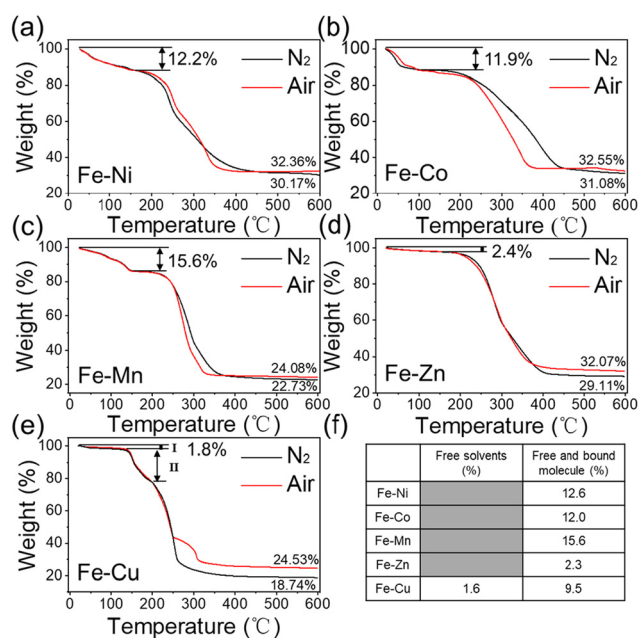 (a)
100
80
60
40
20
Weight (%)
12.2%
N₂
Air
32.36%
30.17%
Fe-Ni
0 100 200 300 400 500 600
Temperature (℃)
(b)
100
80
60
40
Weight (%)
11.9%
N₂
Air
32.55%
31.08%
Fe-Co
0 100 200 300 400 500 600
Temperature (℃)
(c)
100
80
60
40
20
Weight (%)
15.6%
N₂
Air
24.08%
22.73%
Fe-Mn
0 100 200 300 400 500 600
Temperature (℃)
(d)
100
80
60
40
20
Weight (%)
2.4%
N₂
Air
32.07%
29.11%
Fe-Zn
0 100 200 300 400 500 600
Temperature (℃)
(e)
100
80
60
40
20
Weight (%)
I 1.8%
II
N₂
Air
24.53%
18.74%
Fe-Cu
0 100 200 300 400 500 600
Temperature (℃)
(f)
Free solvents (%)
Free and bound molecule (%)
Fe-Ni 12.6
Fe-Co 12.0
Fe-Mn 15.6
Fe-Zn 2.3
Fe-Cu 1.6 9.5